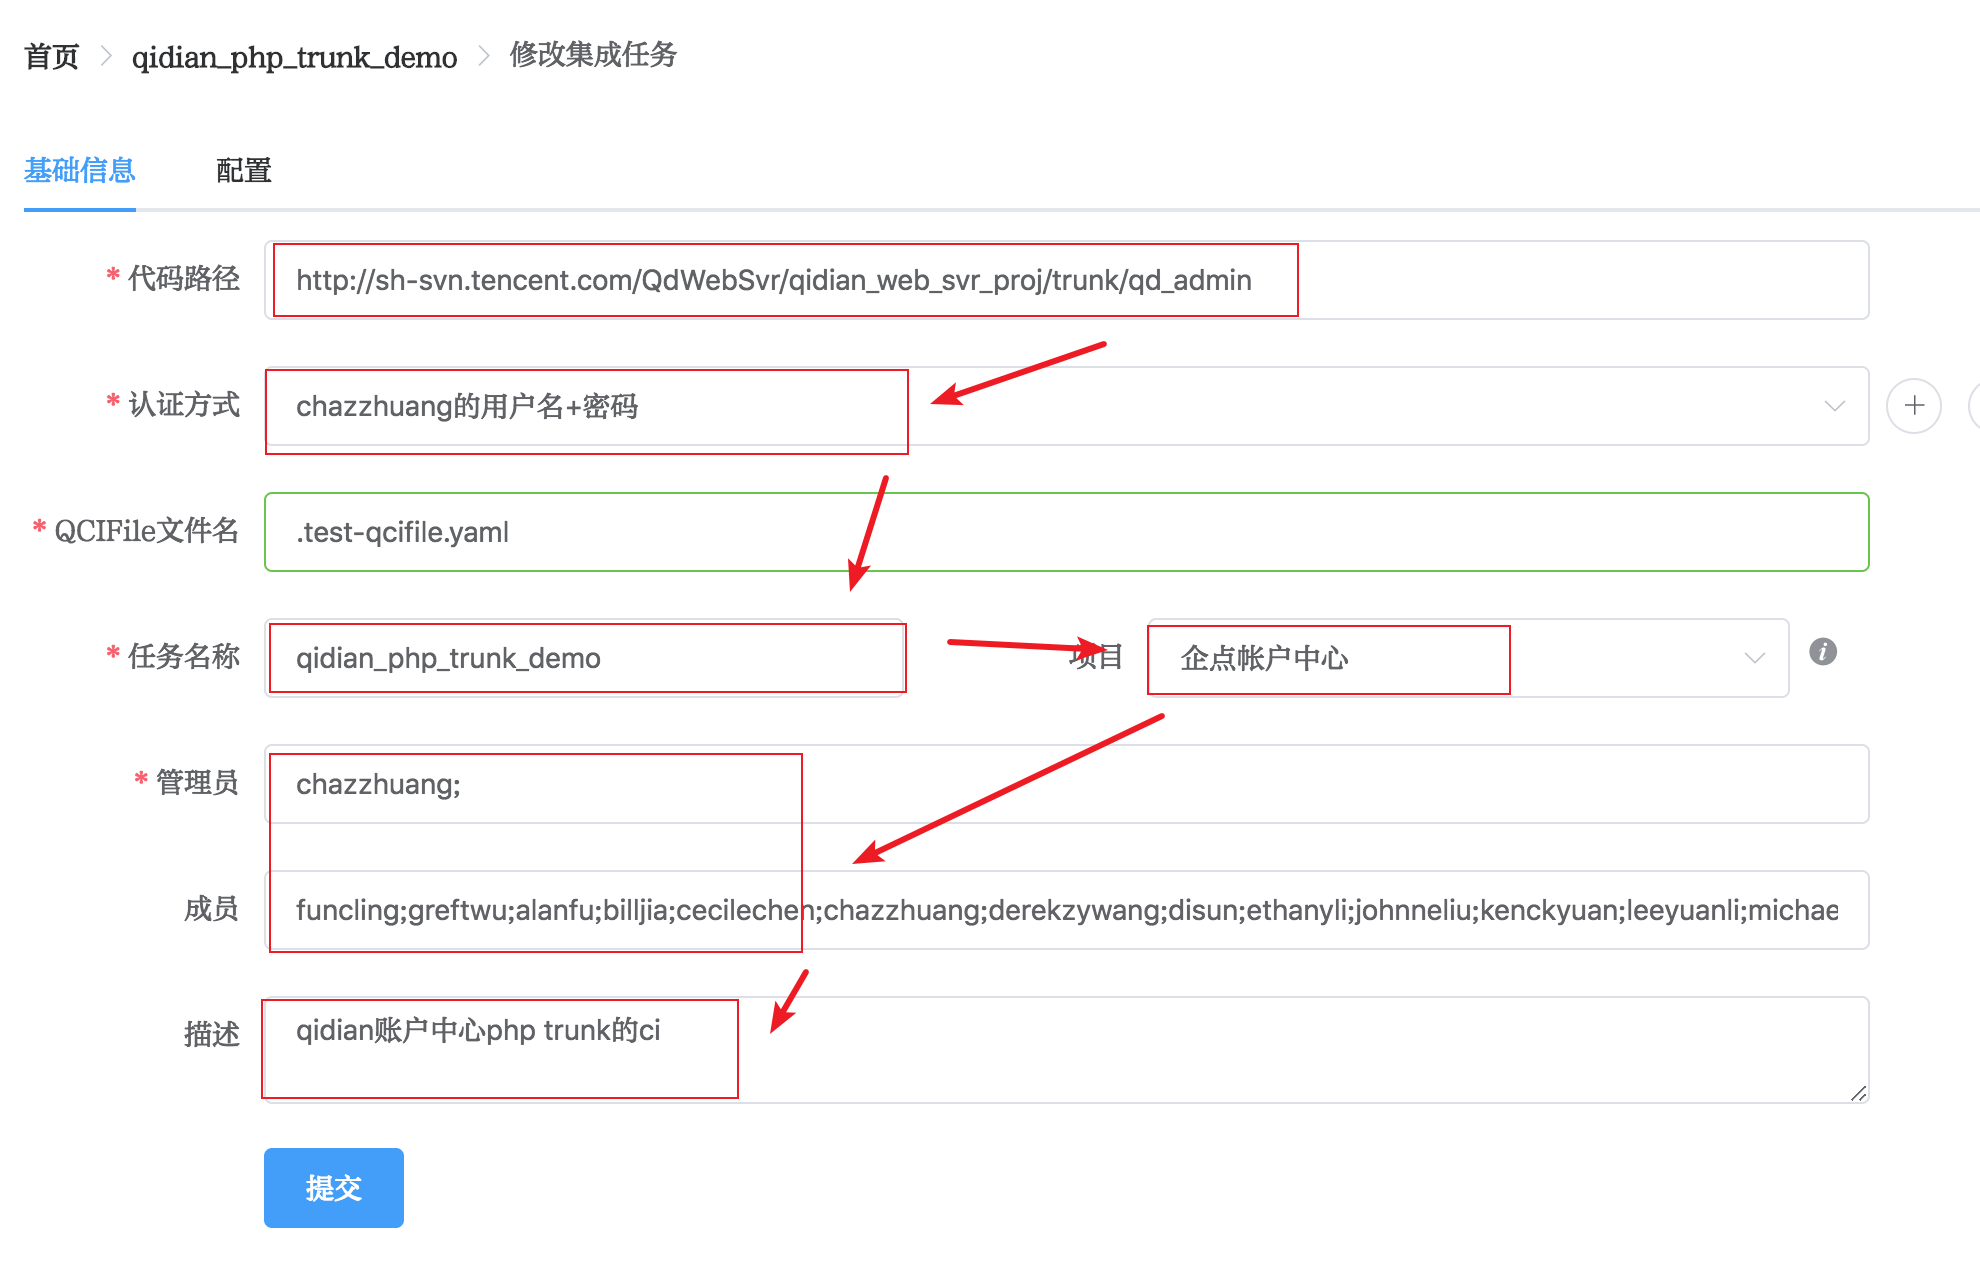 首页 > qidian_php_trunk_demo > 修改集成任务
基础信息 配置
* 代码路径 http://sh-svn.tencent.com/QdWebSvr/qidian_web_svr_proj/trunk/qd_admin
* 认证方式 chazzhuang的用户名+密码
* QCIFile文件名 .test-qcifile.yaml
* 任务名称 qidian_php_trunk_demo 项目 企点帐户中心
* 管理员 chazzhuang;
成员 funcling;greftwu;alanfu;billjia;cecilechen;chazzhuang;derekzywang;disun;ethanyli;johnneliu;kenckyuan;leeyuanli;michae
描述 qidian账户中心php trunk的ci
提交